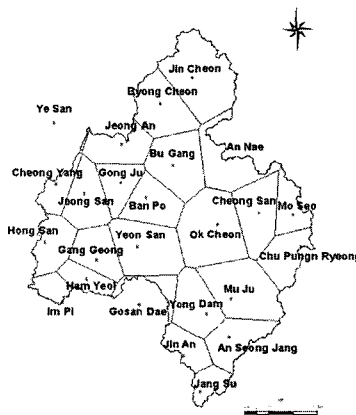 Jin Cheon
Byong Cheon
Ye San
Jeong An
An Nae
Bu Gang
Cheong Yang
Gong Ju
Jeong San
Ban Po
Cheong San
Mo Seo
Hong San
Yeon San
Ok Cheon
Gang Geong
Chu Pungn Ryeong
Ham Yeol
Mu Ju
Im Pi
Gosan Dae
Yong Dam
Jin An
An Seong Jang
Jang Su